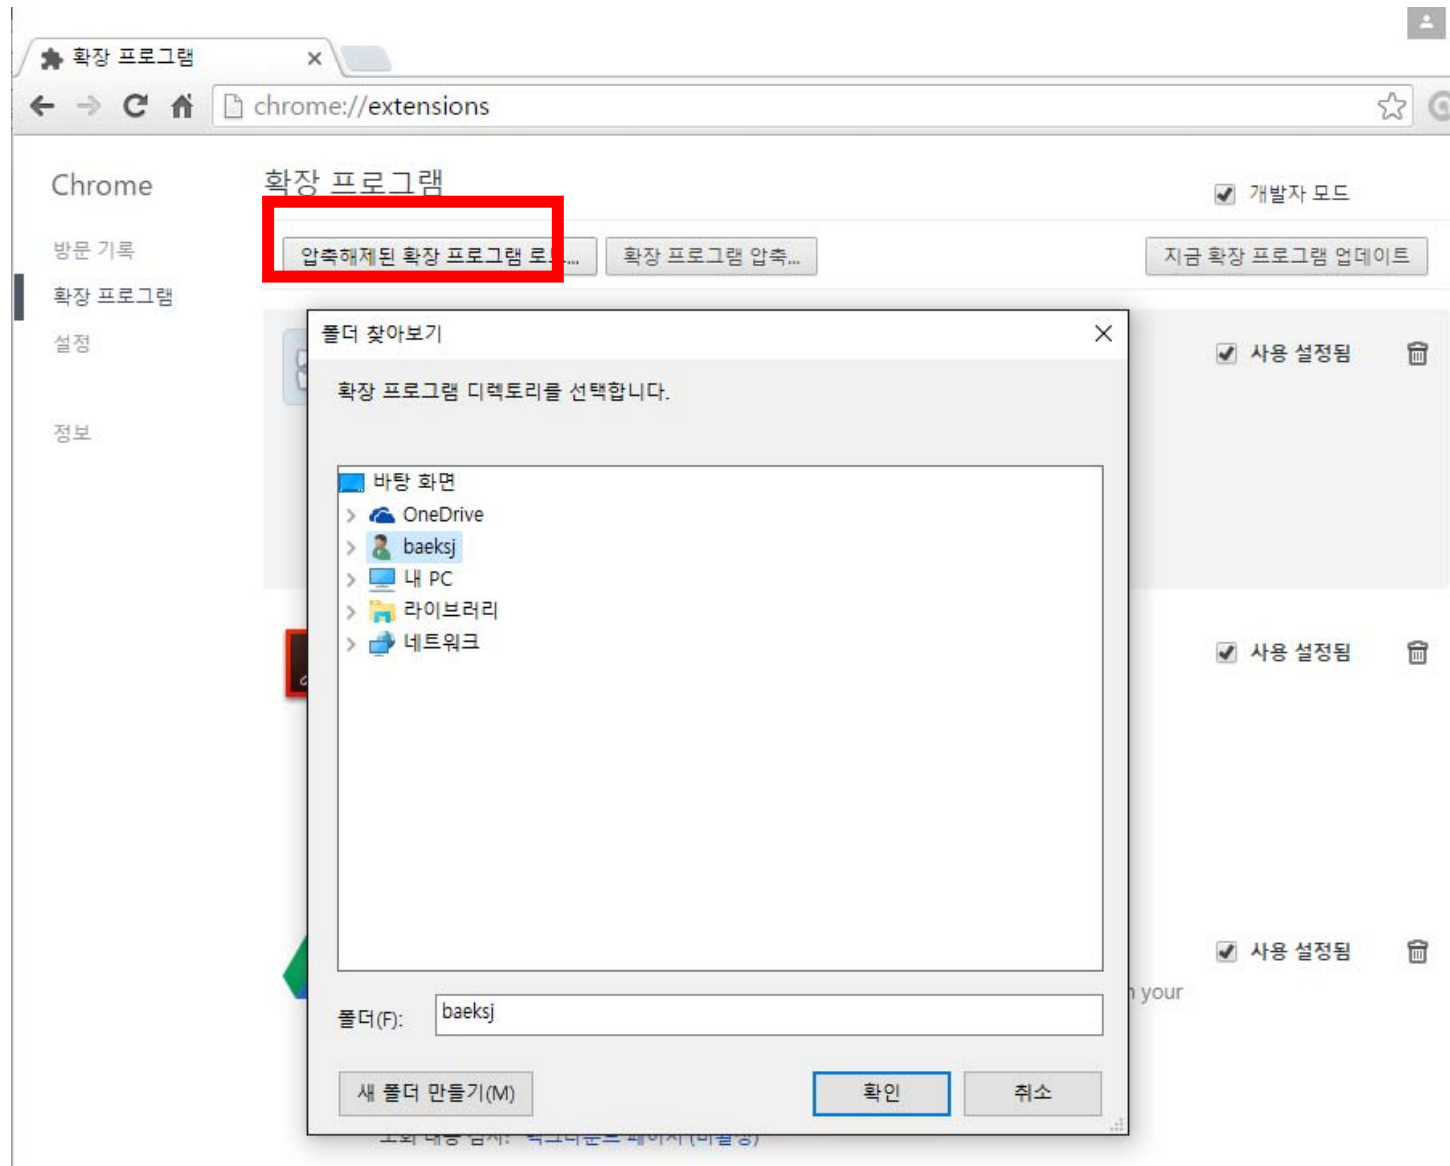 확장 프로그램
chrome://extensions
Chrome
확장 프로그램
개발자 모드
방문 기록
압축해제된 확장 프로그램
확장 프로그램 압축...
지금 확장 프로그램 업데이트
확장 프로그램
설정
정보
폴더 찾아보기
사용 설정됨
확장 프로그램 디렉토리를 선택합니다.
바탕 화면
OneDrive
baeksj
내 PC
라이브러리
네트워크
사용 설정됨
사용 설정됨
your
폴더(F): baeksj
새 폴더 만들기(M)
확인
취소